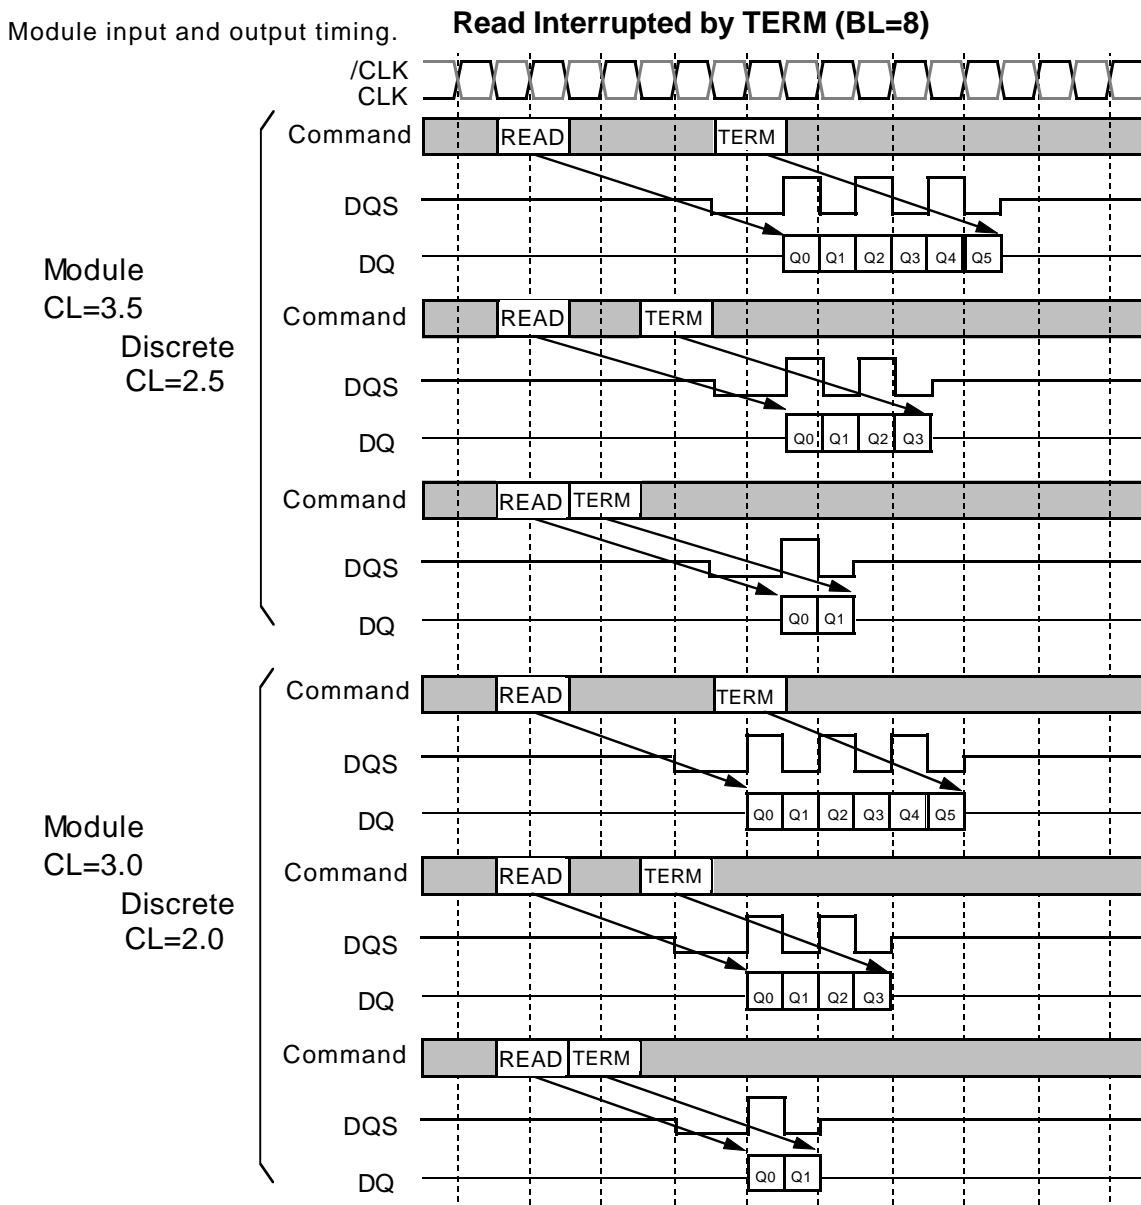 Module input and output timing.
Read Interrupted by TERM (BL=8)
/CLK
CLK
Command
READ
TERM
DQS
DQ
Q0 Q1 Q2 Q3 Q4 Q5
Module
CL=3.5
Discrete
CL=2.5
Command
READ
TERM
DQS
DQ
Q0 Q1 Q2 Q3
Command
READ TERM
DQS
DQ
Q0 Q1
Command
READ
TERM
DQS
DQ
Q0 Q1 Q2 Q3 Q4 Q5
Module
CL=3.0
Discrete
CL=2.0
Command
READ
TERM
DQS
DQ
Q0 Q1 Q2 Q3
Command
READ TERM
DQS
DQ
Q0 Q1